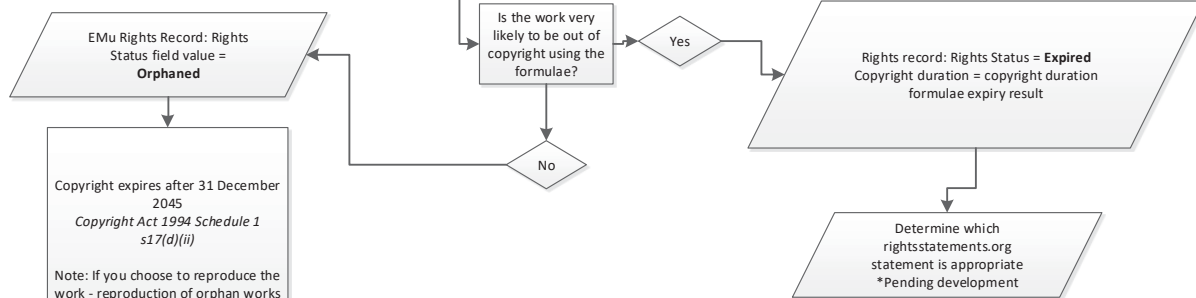 EMu Rights Record: Rights
Status field value =
Orphaned
Is the work very
likely to be out of
copyright using the
formulae?
Yes
Rights record: Rights Status = Expired
Copyright duration = copyright duration
formulae expiry result
No
Copyright expires after 31 December
2045
Copyright Act 1994 Schedule 1
s17(d)(ii)
Note: If you choose to reproduce the
work - reproduction of orphan works
Determine which
rightsstatements.org
statement is appropriate
*Pending development